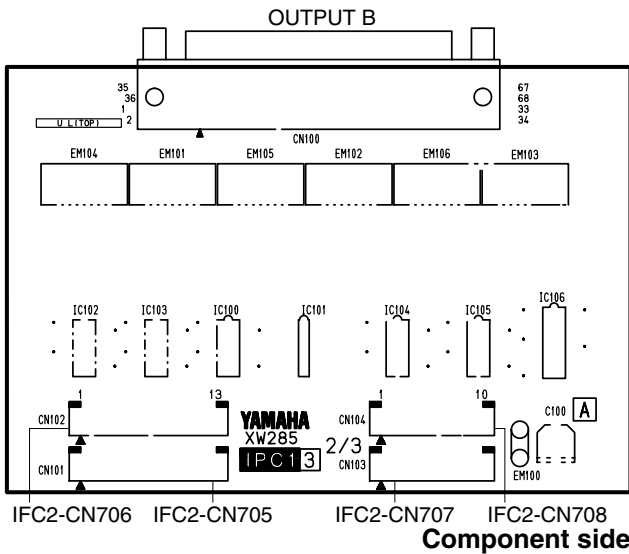 OUTPUT B
35
36
1
2
67
68
33
34
U L(TOP)
CN100
EM104
EM101
EM105
EM102
EM106
EM103
IC102
IC103
IC100
IC101
IC104
IC105
IC106
1
13
1
10
CN102
CN104
C100
A
YAMAHA
XW285
2/3
IPC1 3
CN101
CN103
EM100
IFC2-CN706
IFC2-CN705
IFC2-CN707
IFC2-CN708
Component side